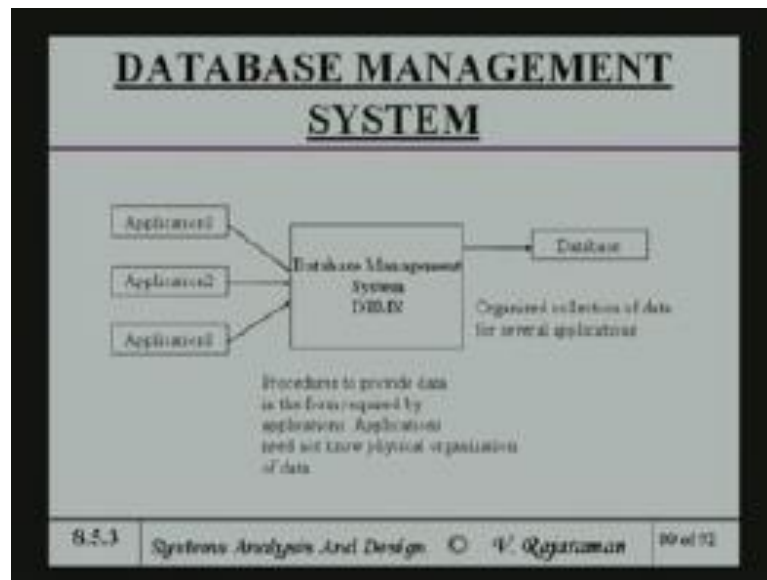 DATABASE MANAGEMENT
SYSTEM
Application1
Application2
Application3
Database Management
System
DBMS
Database
Organized collection of data
for several applications
Procedures to provide data
in the form required by
applications. Applications
need not know physical organization
of data
8.5.3
Systems Analysis And Design © V. Rajaraman
of 92